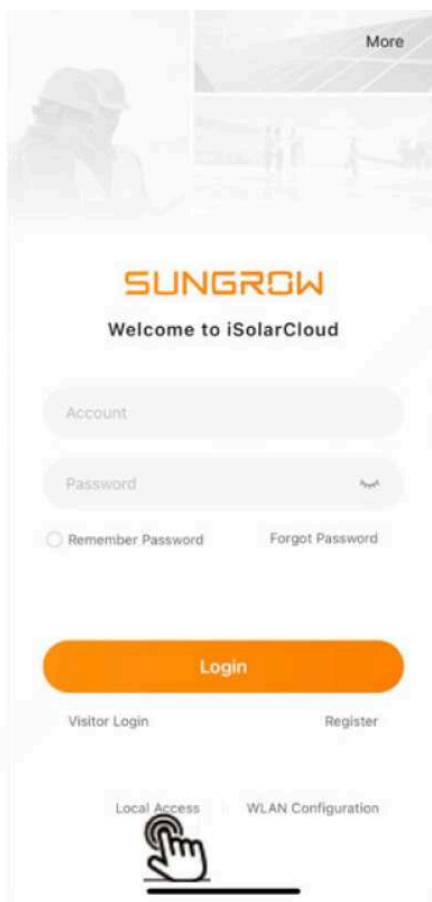 More
SUNGROW
Welcome to iSolarCloud
Account
Password
Remember Password Forgot Password
Login
Visitor Login Register
Local Access WLAN Configuration